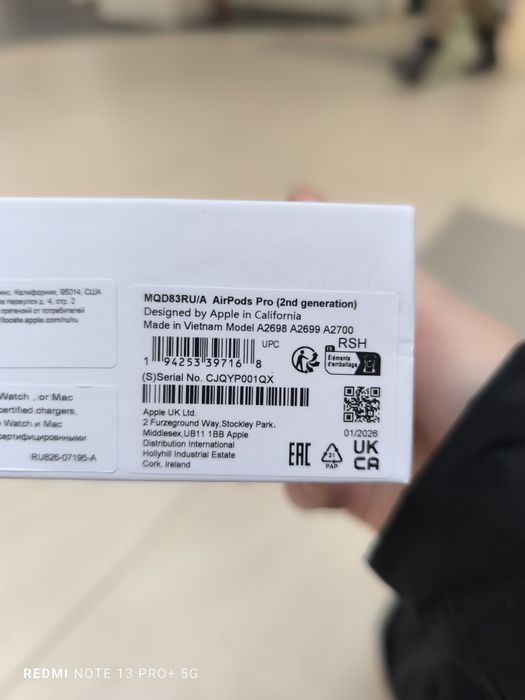 Калифорния, 95014, США
переулок д. 4, стр. 2
претензий от потребителей
locate.apple.com/ru/ru
Watch , or Mac
certified chargers.
Watch и Mac
сертифицированными
RU826-07195-A
MQD83RU/A AirPods Pro (2nd generation)
Designed by Apple in California
Made in Vietnam Model A2698 A2699 A2700
UPC
1 94253 39716 8
FR
RSH
Éléments
d'emballage
(S)Serial No. CJQYP001QX
Apple UK Ltd.
2 Furzeground Way,Stockley Park,
Middlesex,UB11 1BB Apple
Distribution International
Hollyhill Industrial Estate
Cork, Ireland
EAC
21
PAP
01/2026
UK
CA
REDMI NOTE 13 PRO+ 5G